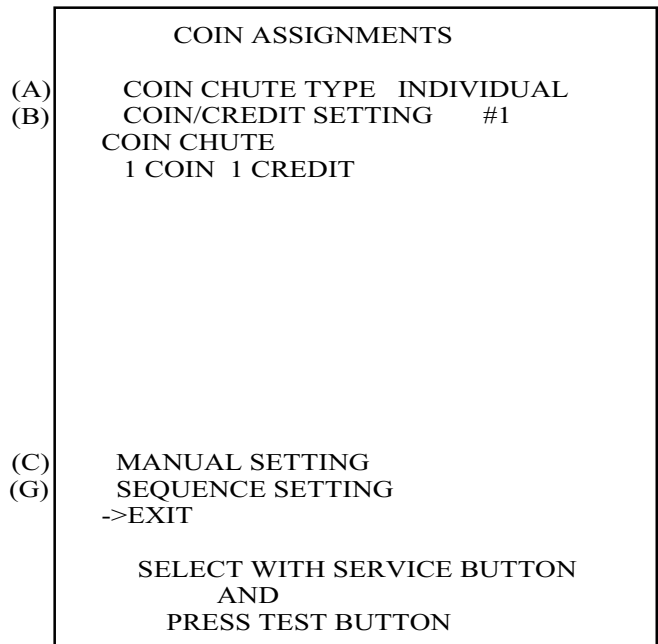 COIN ASSIGNMENTS
(A) COIN CHUTE TYPE INDIVIDUAL
(B) COIN/CREDIT SETTING #1
COIN CHUTE
1 COIN 1 CREDIT
(C) MANUAL SETTING
(G) SEQUENCE SETTING
->EXIT
SELECT WITH SERVICE BUTTON
AND
PRESS TEST BUTTON